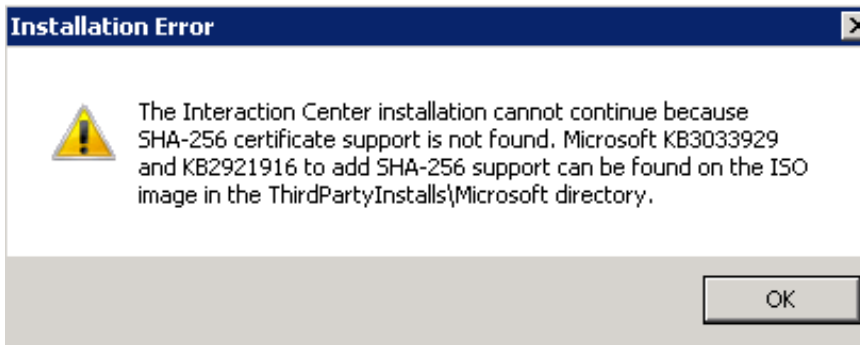 Installation Error
The Interaction Center installation cannot continue because
SHA-256 certificate support is not found. Microsoft KB3033929
and KB2921916 to add SHA-256 support can be found on the ISO
image in the ThirdPartyInstalls\Microsoft directory.
OK